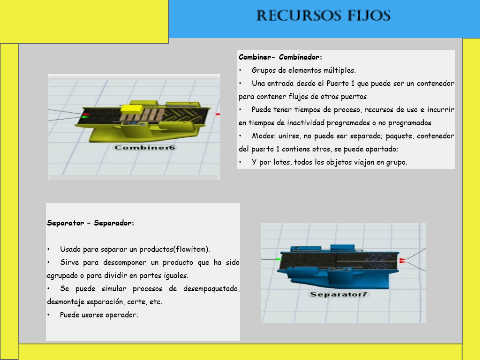 RECURSOS FIJOS
Combiner- Combinador:
• Grupos de elementos múltiples.
• Una entrada desde el Puerto 1 que puede ser un contenedor
para contener flujos de otros puertos.
• Puede tener tiempos de proceso, recursos de uso e incurrir
en tiempos de inactividad programados o no programados
• Modos: unirse, no puede ser separado; paquete, contenedor
del puerto 1 contiene otros, se puede apartado;
• Y por lotes, todos los objetos viajan en grupo.
Combiner6
Separator – Separador:
• Usado para separar un productos(flowitem).
• Sirve para descomponer un producto que ha sido
agrupado o para dividir en partes iguales.
• Se puede simular procesos de desempaquetado,
desmontaje separación, corte, etc.
• Puede usarse operador.
Separator7